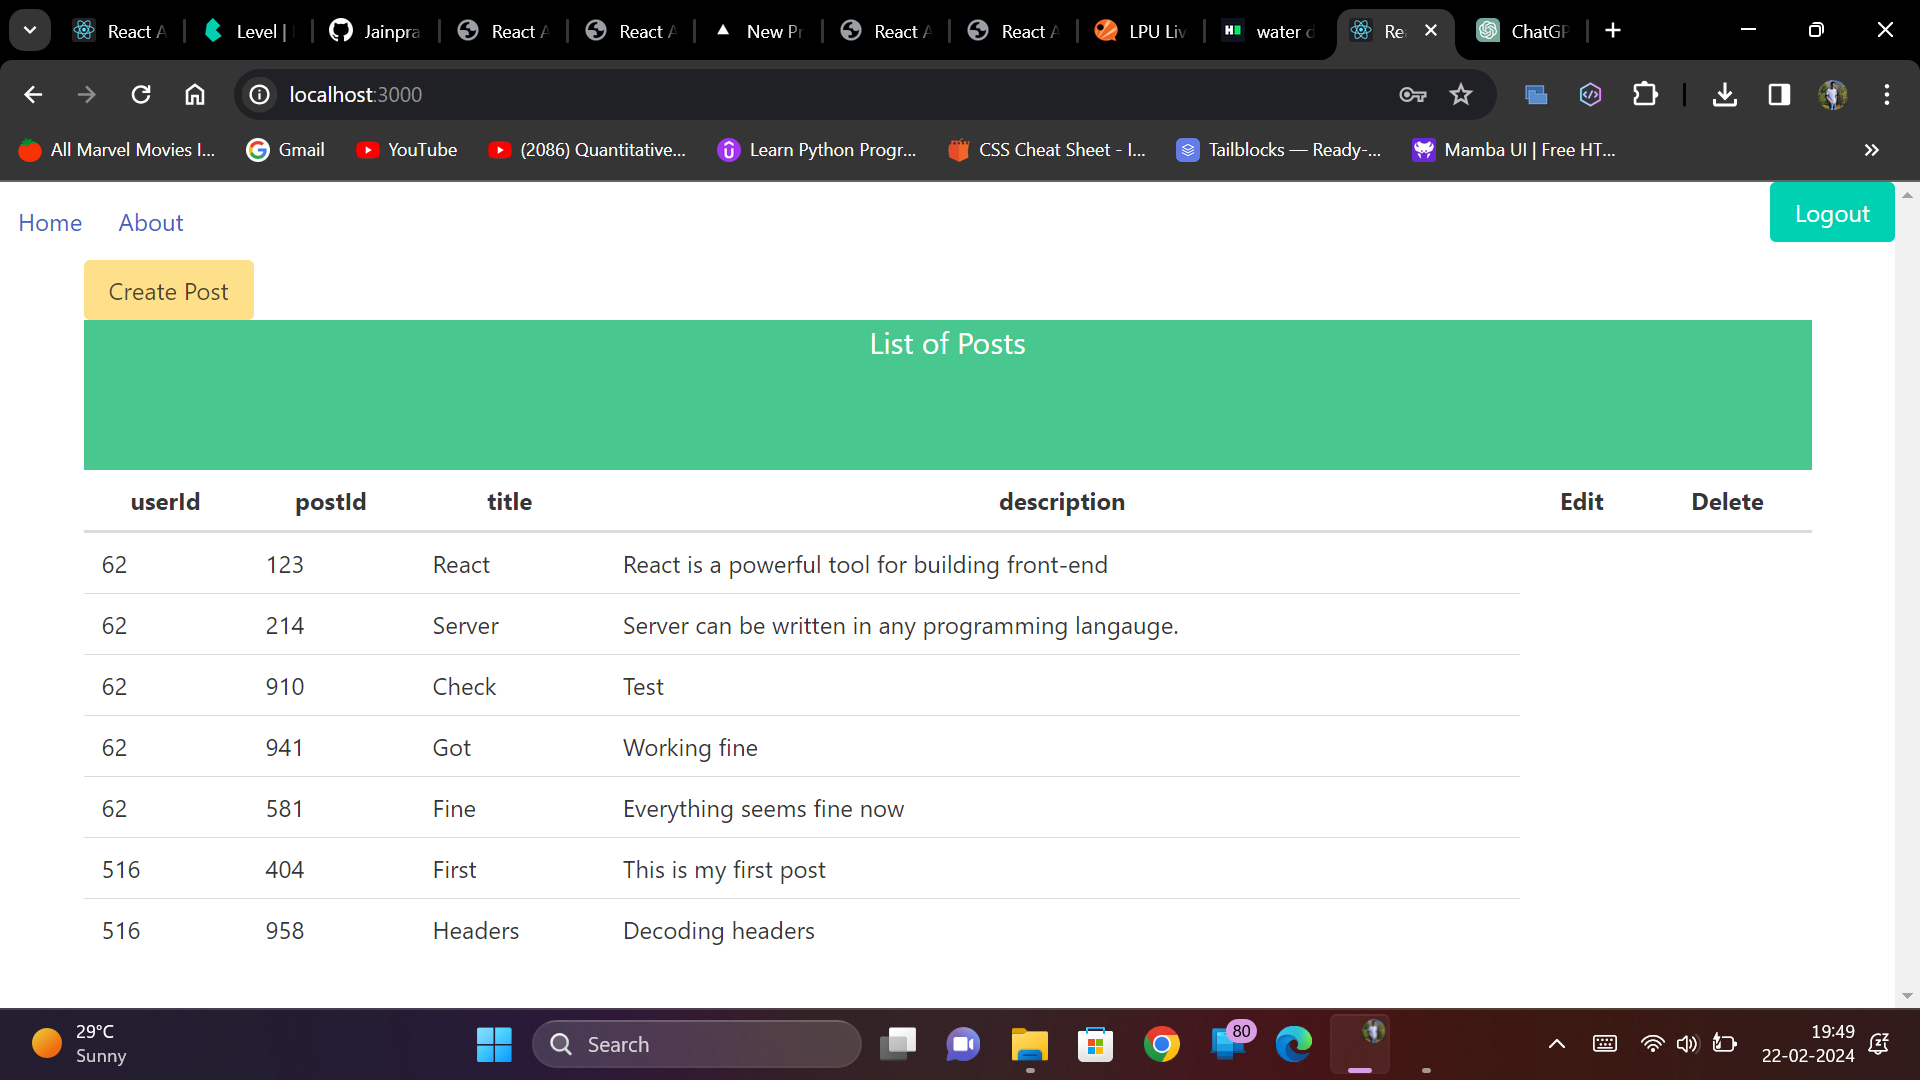 React A
Level |
Jainpra
React A
React A
New Pr
React A
React A
LPU Liv
water d
Rea
ChatGP
localhost:3000
All Marvel Movies I...
Gmail
YouTube
(2086) Quantitative...
Learn Python Progr...
CSS Cheat Sheet - I...
Tailblocks — Ready-...
Mamba UI | Free HT...
Home About
Logout
Create Post
List of Posts
userId postId title description Edit Delete
62 123 React React is a powerful tool for building front-end
62 214 Server Server can be written in any programming langauge.
62 910 Check Test
62 941 Got Working fine
62 581 Fine Everything seems fine now
516 404 First This is my first post
516 958 Headers Decoding headers
29°C
Sunny
Search
80
19:49
22-02-2024